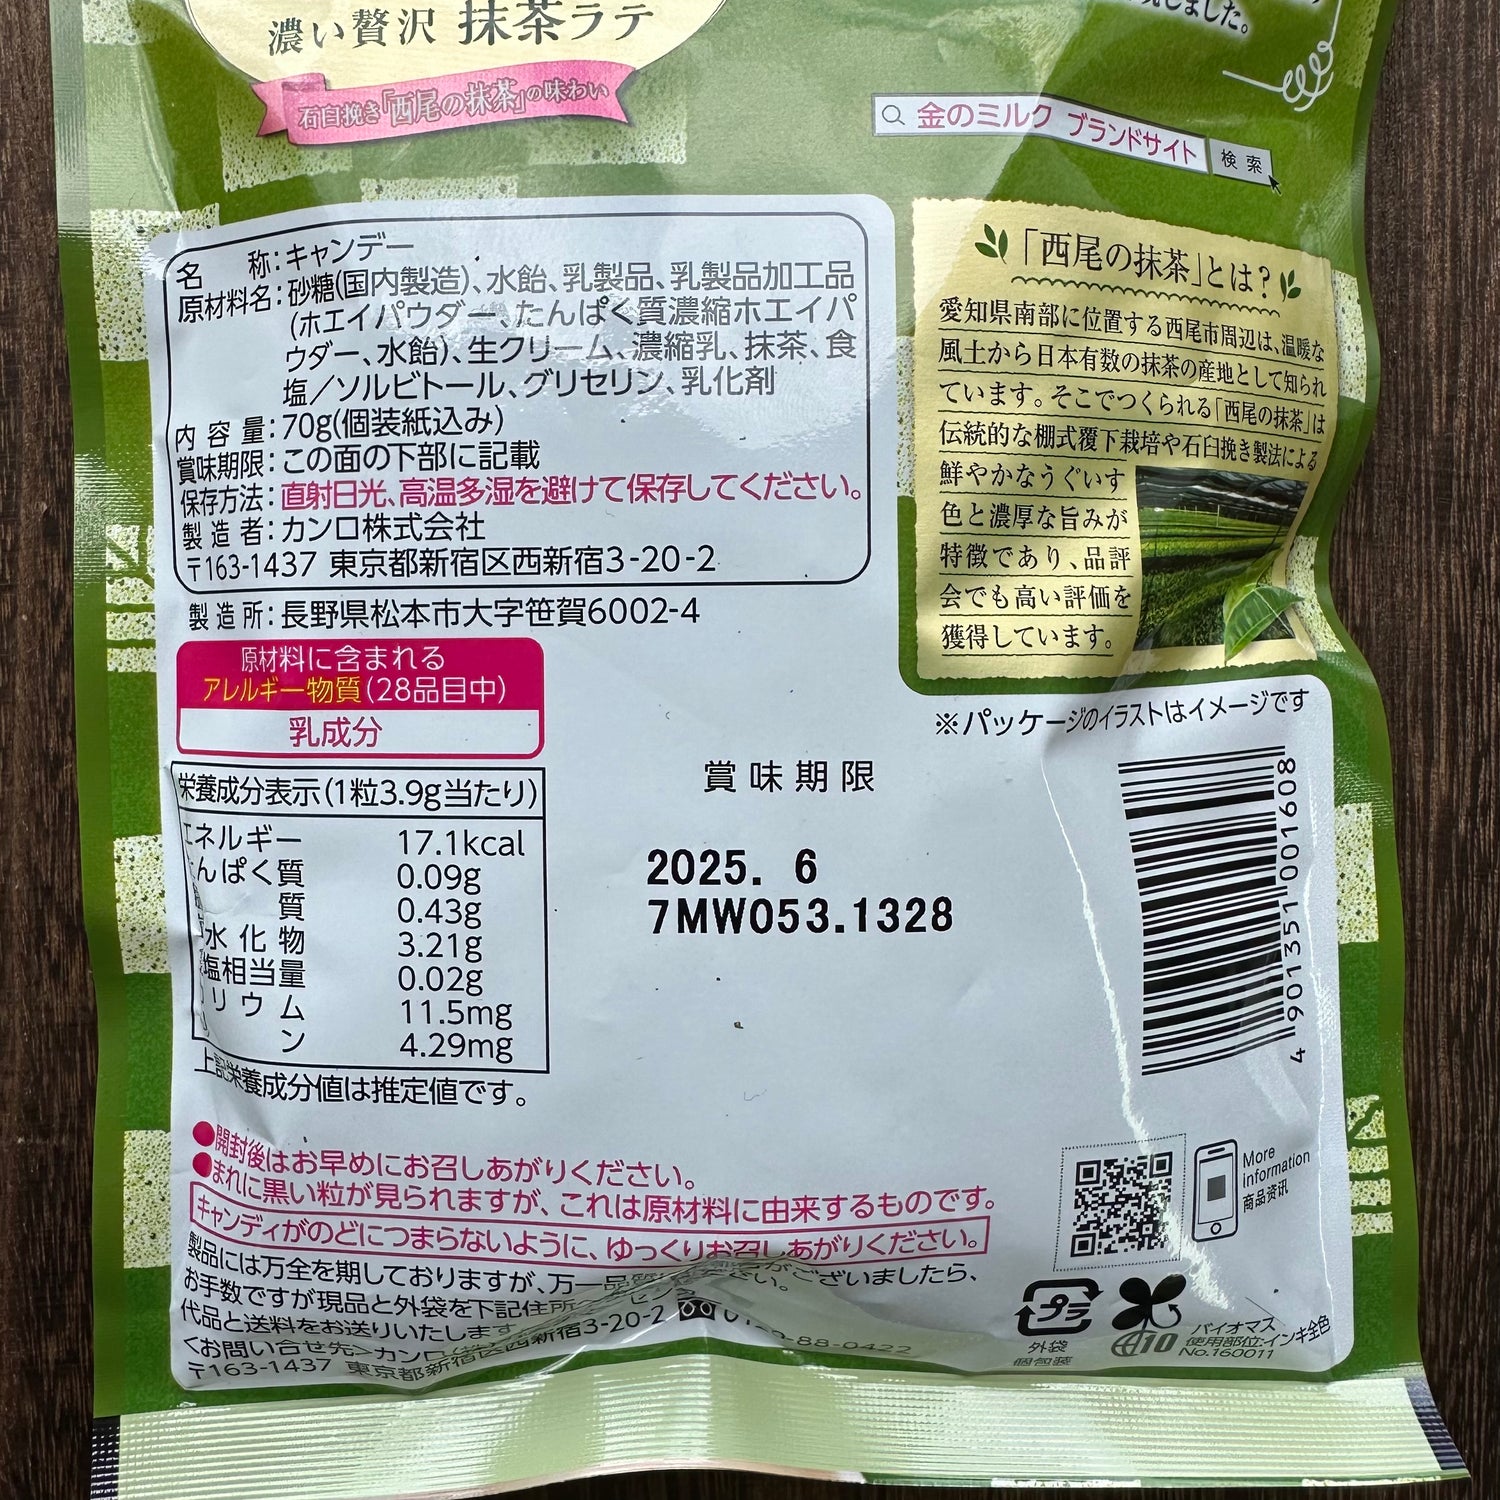 濃い贅沢 抹茶ラテ
石臼挽き「西尾の抹茶」の味わい
しました。
金のミルク ブランドサイト 検索
名称:キャンデー
原材料名:砂糖(国内製造)、水飴、乳製品、乳製品加工品
(ホエイパウダー、たんぱく質濃縮ホエイパ
ウダー、水飴)、生クリーム、濃縮乳、抹茶、食
塩/ソルビトール、グリセリン、乳化剤
内容量:70g(個装紙込み)
賞味期限:この面の下部に記載
保存方法:直射日光、高温多湿を避けて保存してください。
製造者:カンロ株式会社
〒163-1437 東京都新宿区西新宿3-20-2
製造所:長野県松本市大字笹賀6002-4
原材料に含まれる
アレルギー物質(28品目中)
乳成分
栄養成分表示(1粒3.9g当たり)
エネルギー 17.1kcal
んぱく質 0.09g
質 0.43g
水化物 3.21g
塩相当量 0.02g
リウム 11.5mg
ン 4.29mg
上記栄養成分値は推定値です。
「西尾の抹茶」とは?
愛知県南部に位置する西尾市周辺は、温暖な
風土から日本有数の抹茶の産地として知られ
ています。そこでつくられる「西尾の抹茶」は
伝統的な棚式覆下栽培や石臼挽き製法による
鮮やかなうぐいす
色と濃厚な旨みが
特徴であり、品評
会でも高い評価を
獲得しています。
※パッケージのイラストはイメージです
賞味期限
2025. 6
7MW053.1328
4 901351 001608
●開封後はお早めにお召しあがりください。
●まれに黒い粒が見られますが、これは原材料に由来するものです。
キャンディがのどにつまらないように、ゆっくりお召しあがりください。
製品には万全を期しておりますが、万一品質 がございましたら、
お手数ですが現品と外袋を下記住所 ください。
代品と送料をお送りいたします
<お問い合せ先>カンロ
〒163-1437 東京都新宿区西新宿3-20-2 0120-88-0422
More
information
商品资讯
プラ
外袋
個包装
10
バイオマス
使用部位:インキ全色
No.160011